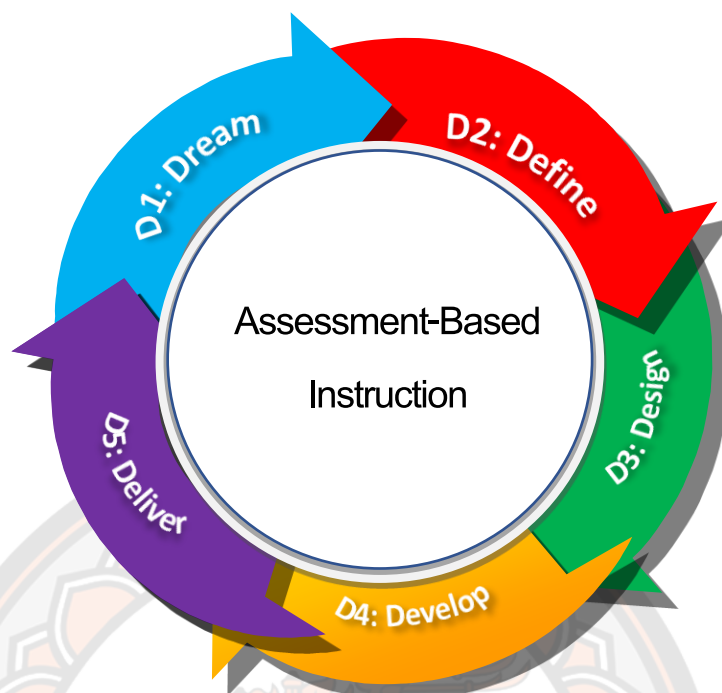 D1: Dream
D2: Define
D3: Design
D4: Develop
D5: Deliver
Assessment-Based
Instruction